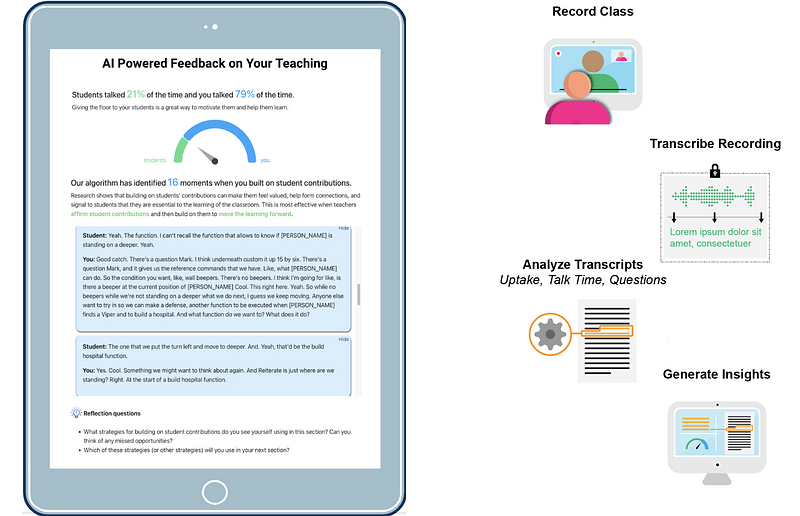 AI Powered Feedback on Your Teaching
Students talked 21% of the time and you talked 79% of the time.
Giving the floor to your students is a great way to motivate them and help them learn.
students
you
Our algorithm has identified 16 moments when you built on student contributions.
Research shows that building on students' contributions can make them feel valued, help form connections, and
signal to students that they are essential to the learning of the classroom. This is most effective when teachers
affirm student contributions and then build on them to move the learning forward.
Hide
Student: Yeah. The function. I can't recall the function that allows to know if [PERSON_NAME] is
standing on a deeper. Yeah.
You: Good catch. There's a question Mark. I think underneath custom it up 15 by six. There's a
question Mark, and it gives us the reference commands that we have. Like, what [PERSON_NAME]
can do. So the condition you want, like, wall beepers. There's no beepers. I think I'm going for like, is
there a beeper at the current position of [PERSON_NAME] Cool. This right here. Yeah. So while no
beepers while we're not standing on a deeper what we do next, I guess we keep moving. Anyone else
want to try in so we can make a defense, another function to be executed when [PERSON_NAME]
finds a Viper and to build a hospital. And what function do we want to? What does it do?
Hide
Student: The one that we put the turn left and move to deeper. And. Yeah, that'd be the build
hospital function.
You: Yes. Cool. Something we might want to think about again. And Reiterate is just where are we
standing? Right. At the start of a build hospital function.
Reflection questions
• What strategies for building on student contributions do you see yourself using in this section? Can you
think of any missed opportunities?
• Which of these strategies (or other strategies) will you use in your next section?
Record Class
Transcribe Recording
Lorem ipsum dolor sit
amet, consectetuer
Analyze Transcripts
Uptake, Talk Time, Questions
Generate Insights